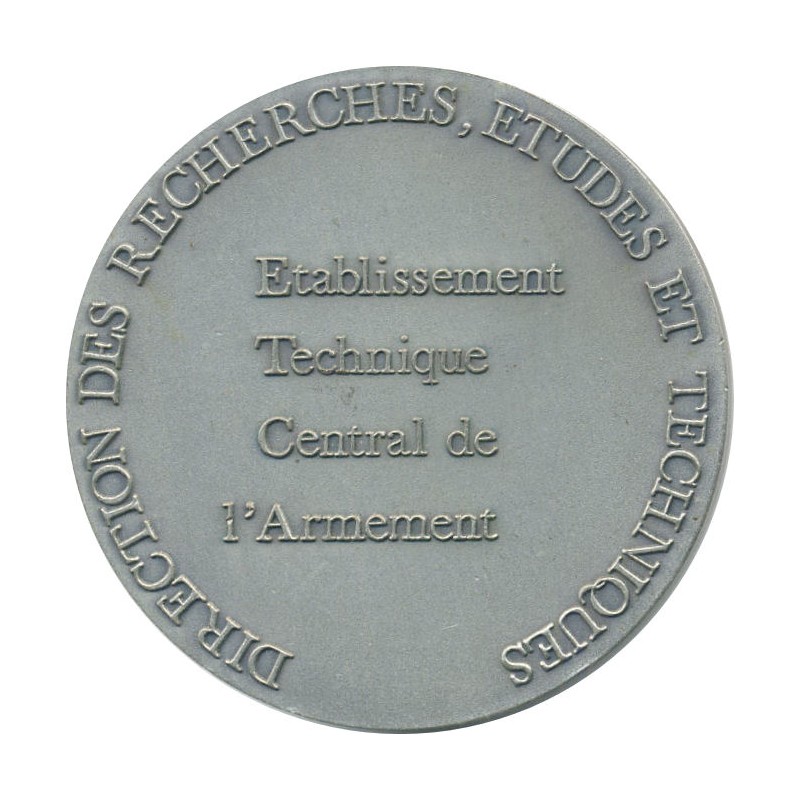 DIRECTION DES RECHERCHES, ETUDES ET TECHNIQUES
Etablissement
Technique
Central de
l'Armement